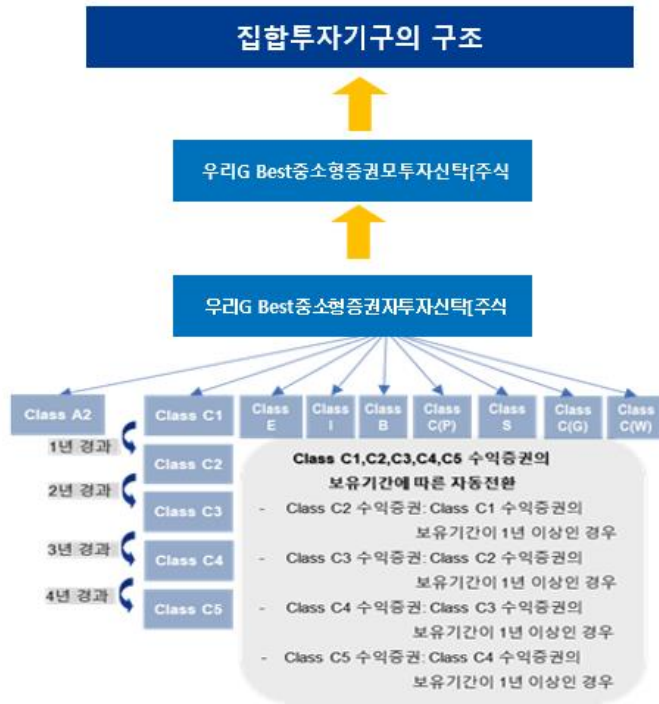 집합투자기구의 구조
우리G Best중소형증권모투자신탁[주식
우리G Best중소형증권자투자신탁[주식
Class A2
Class C1
Class
E
Class
I
Class
B
Class
C(P)
Class
S
Class
C(G)
Class
C(W)
1년 경과
Class C2
2년 경과
Class C3
3년 경과
Class C4
4년 경과
Class C5
Class C1,C2,C3,C4,C5 수익증권의
보유기간에 따른 자동전환
- Class C2 수익증권: Class C1 수익증권의
보유기간이 1년 이상인 경우
- Class C3 수익증권: Class C2 수익증권의
보유기간이 1년 이상인 경우
- Class C4 수익증권: Class C3 수익증권의
보유기간이 1년 이상인 경우
- Class C5 수익증권: Class C4 수익증권의
보유기간이 1년 이상인 경우